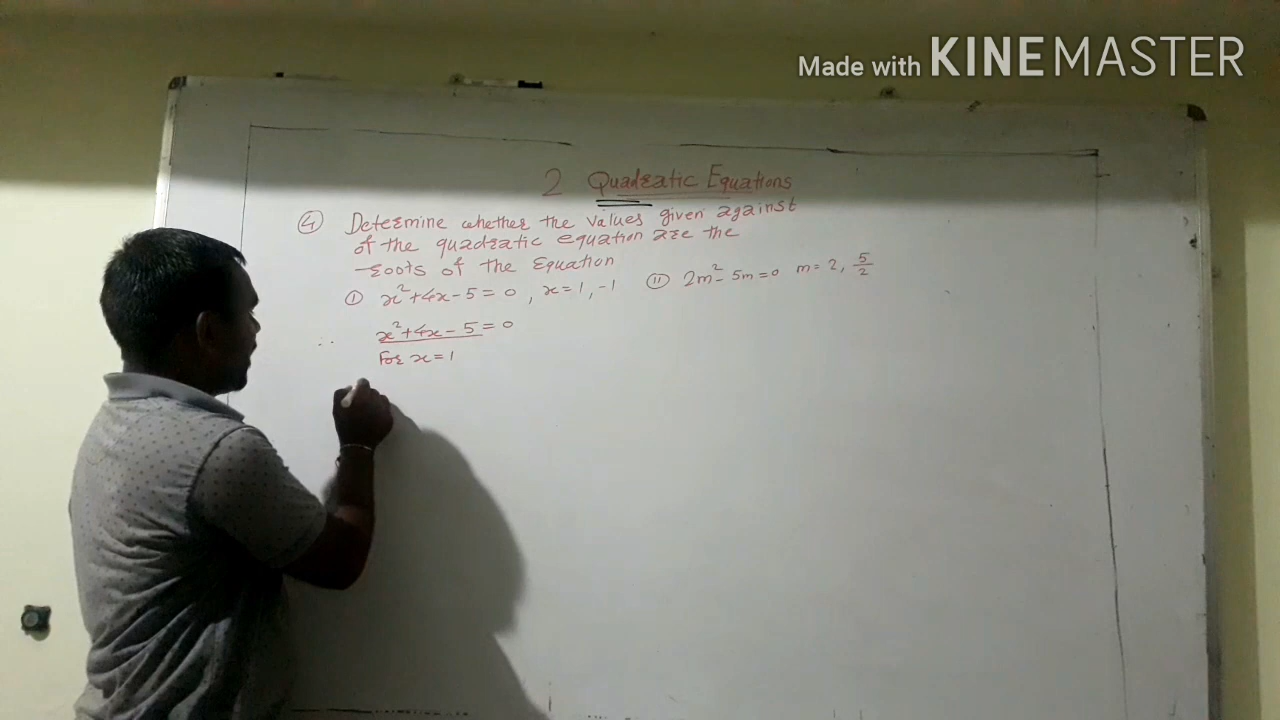 Made with KINEMASTER
2 Quadratic Equations
④ Determine whether the values given against
of the quadratic equation are the
roots of the Equation
① x² + 4x - 5 = 0 , x = 1, -1 ⑪ 2m² - 5m = 0 m = 2, 5/2
∴ x² + 4x - 5 = 0
For x = 1